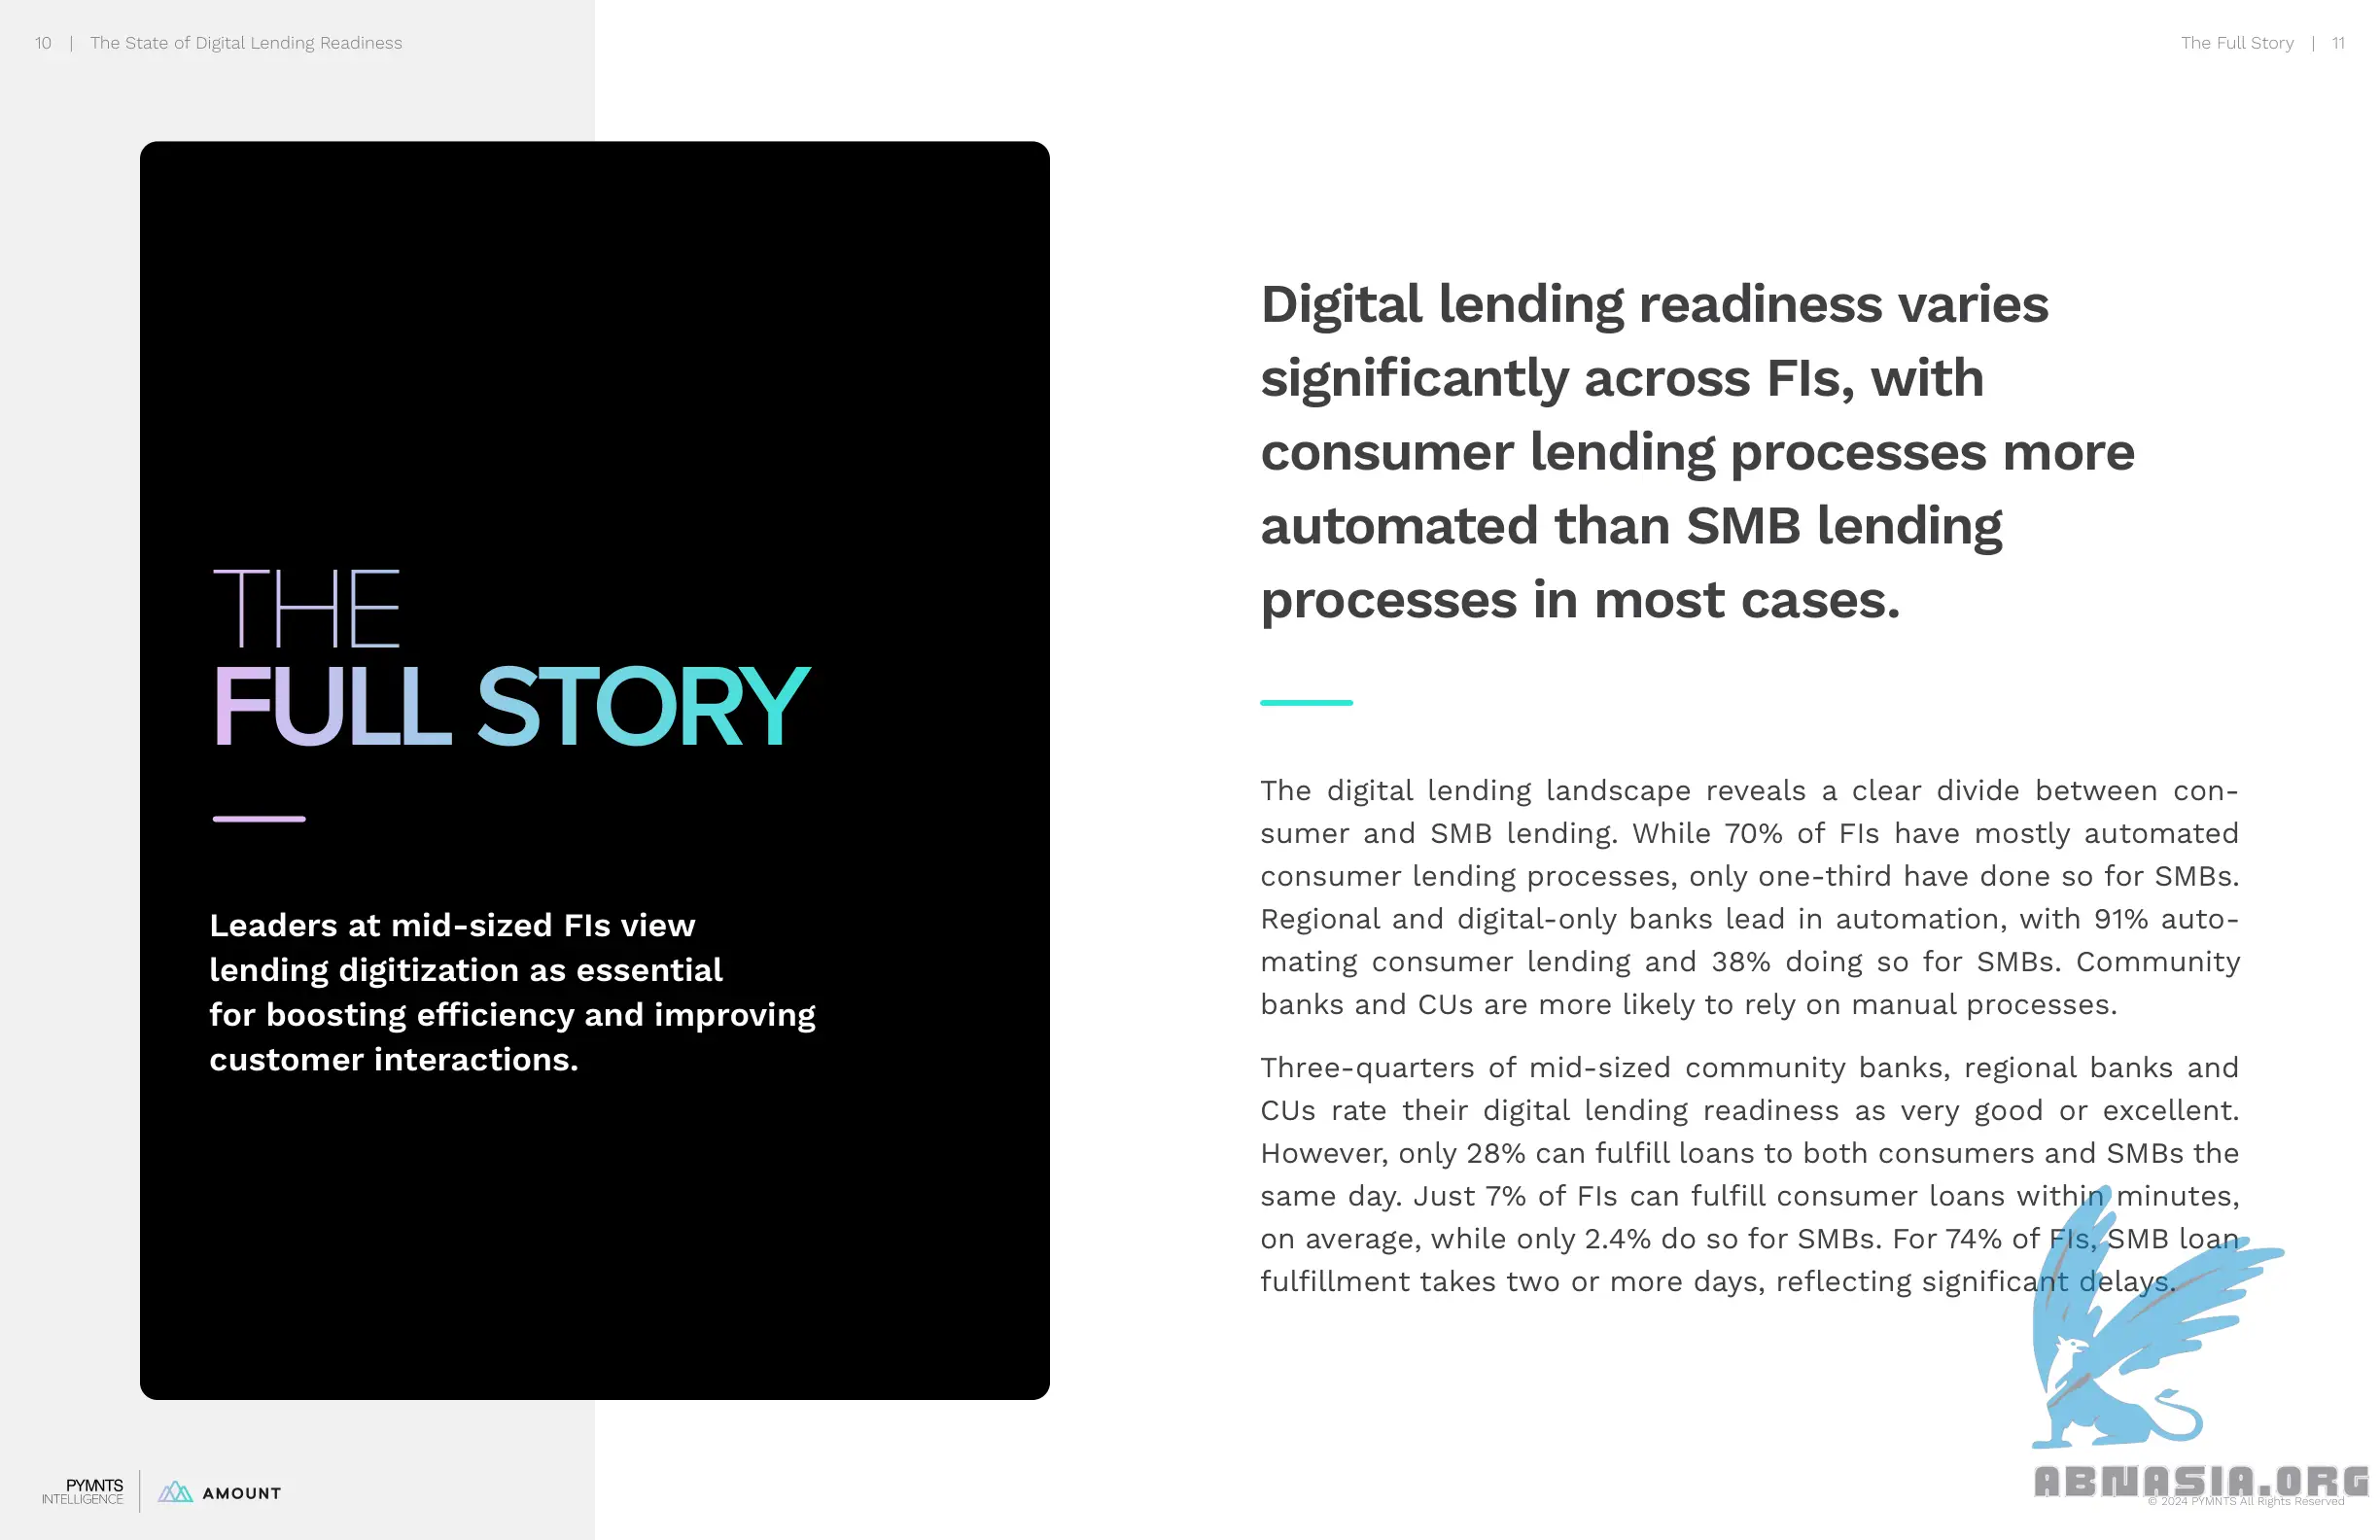 10 | The State of Digital Lending Readiness
The Full Story | 11
THE
FULL STORY
Leaders at mid-sized FIs view
lending digitization as essential
for boosting efficiency and improving
customer interactions.
Digital lending readiness varies
significantly across FIs, with
consumer lending processes more
automated than SMB lending
processes in most cases.
The digital lending landscape reveals a clear divide between con-
sumer and SMB lending. While 70% of FIs have mostly automated
consumer lending processes, only one-third have done so for SMBs.
Regional and digital-only banks lead in automation, with 91% auto-
mating consumer lending and 38% doing so for SMBs. Community
banks and CUs are more likely to rely on manual processes.
Three-quarters of mid-sized community banks, regional banks and
CUs rate their digital lending readiness as very good or excellent.
However, only 28% can fulfill loans to both consumers and SMBs the
same day. Just 7% of FIs can fulfill consumer loans within minutes,
on average, while only 2.4% do so for SMBs. For 74% of FIs, SMB loan
fulfillment takes two or more days, reflecting significant delays.
PYMNTS
INTELLIGENCE
AMOUNT
ABNASIA.ORG
© 2024 PYMNTS All Rights Reserved